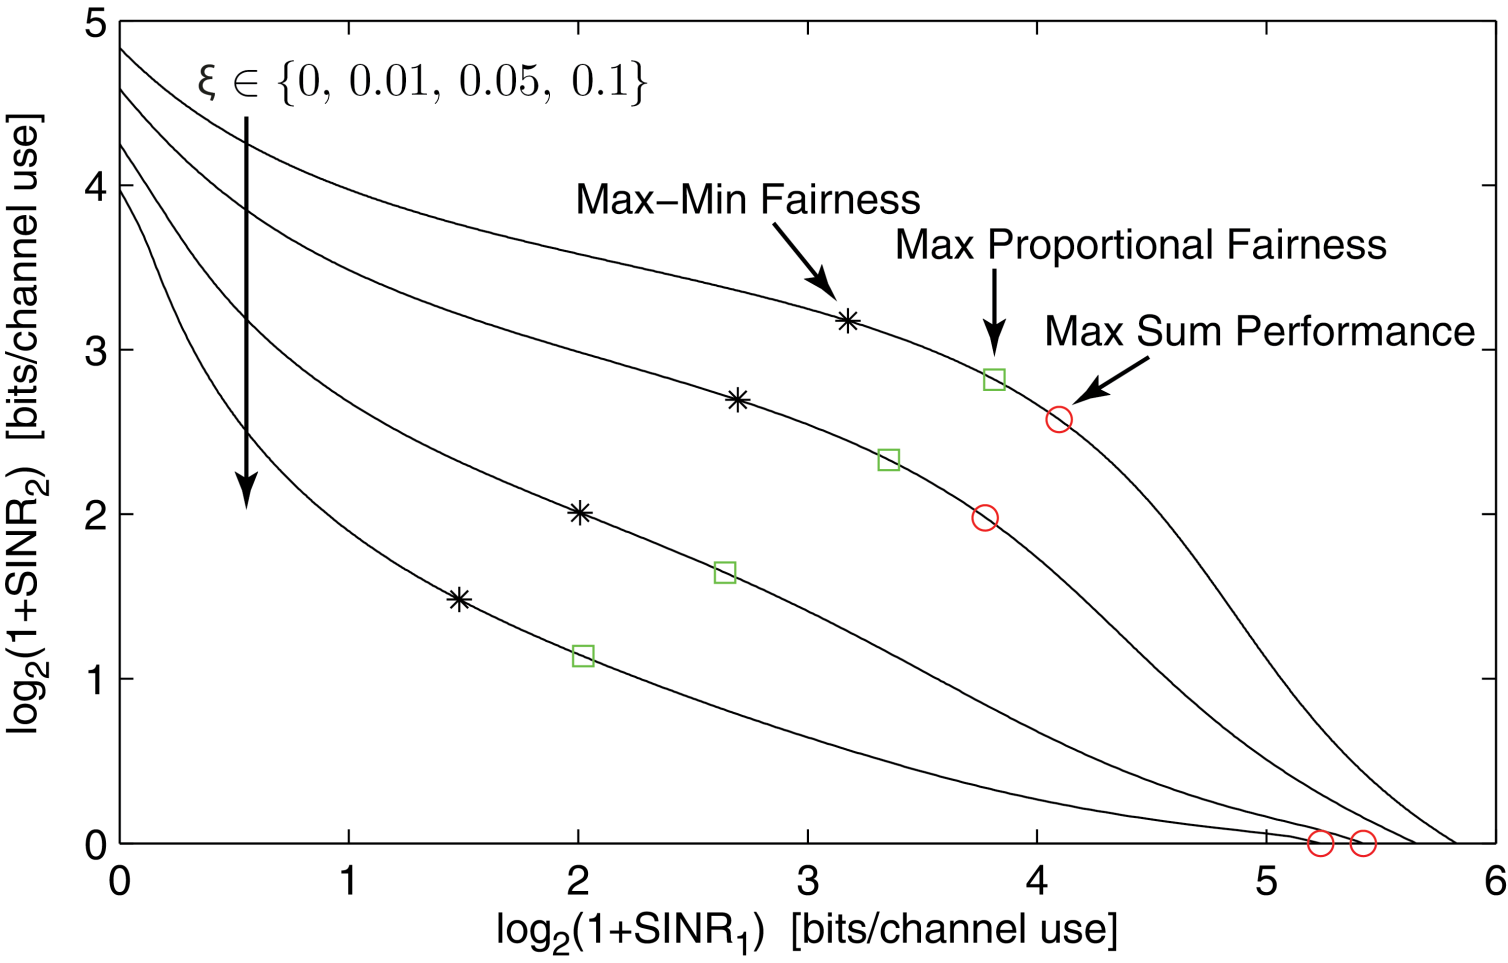 5
ξ ∈ {0, 0.01, 0.05, 0.1}
4
Max−Min Fairness
Max Proportional Fairness
Max Sum Performance
3
2
1
0
0 1 2 3 4 5 6
log2(1+SINR1) [bits/channel use]
log2(1+SINR2) [bits/channel use]